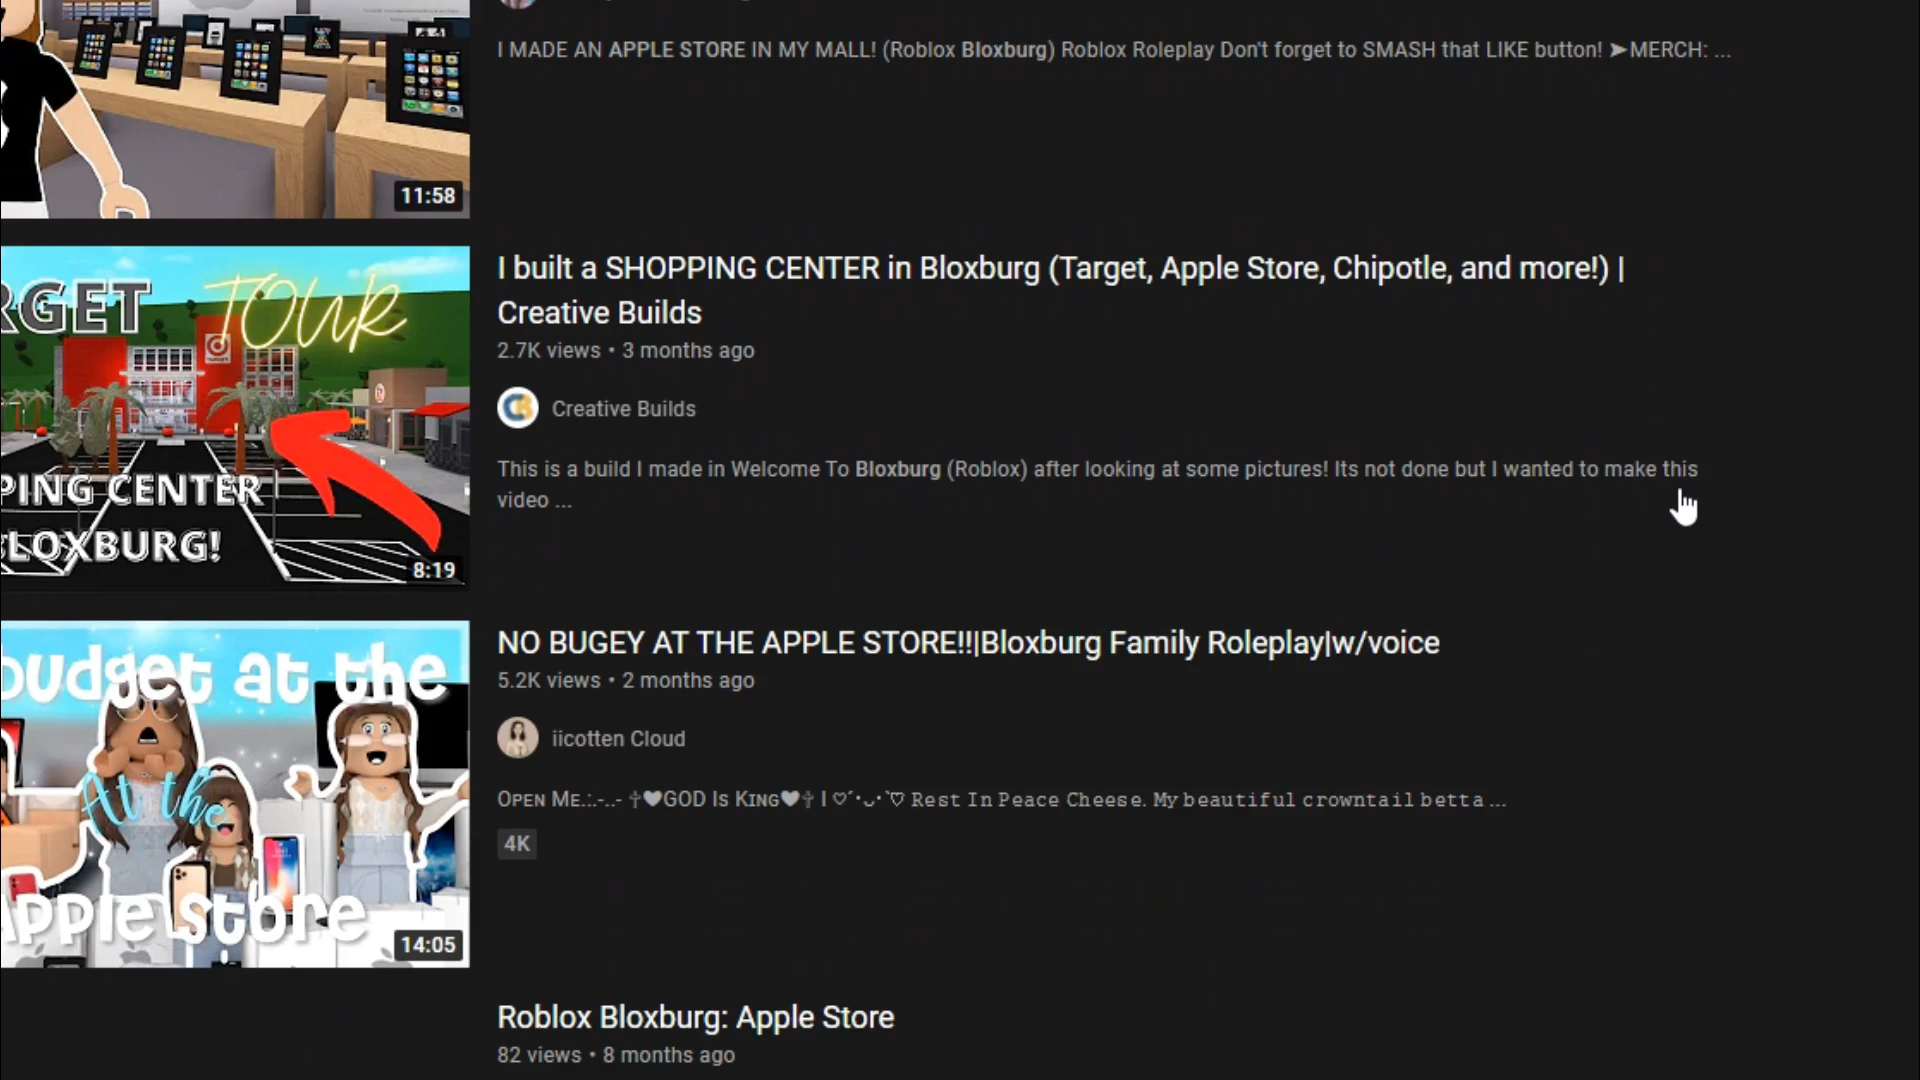 I MADE AN APPLE STORE IN MY MALL! (Roblox Bloxburg) Roblox Roleplay Don't forget to SMASH that LIKE button! ➤MERCH: ...
11:58
RGET TOUR
PING CENTER
LOXBURG!
8:19
I built a SHOPPING CENTER in Bloxburg (Target, Apple Store, Chipotle, and more!) |
Creative Builds
2.7K views • 3 months ago
Creative Builds
This is a build I made in Welcome To Bloxburg (Roblox) after looking at some pictures! Its not done but I wanted to make this
video ...
budget at the
At the
Apple store
14:05
NO BUGEY AT THE APPLE STORE!!|Bloxburg Family Roleplay|w/voice
5.2K views • 2 months ago
iicotten Cloud
Oᴘᴇɴ Mᴇ.:.-..- ✝♥GOD Iѕ Kɪɴɢ♥✝ I ♡´･ᴗ･`♡ 𝚁𝚎𝚜𝚝 𝙸𝚗 𝙿𝚎𝚊𝚌𝚎 𝙲𝚑𝚎𝚎𝚜𝚎. 𝙼𝚢 𝚋𝚎𝚊𝚞𝚝𝚒𝚏𝚞𝚕 𝚌𝚛𝚘𝚠𝚗𝚝𝚊𝚒𝚕 𝚋𝚎𝚝𝚝𝚊 ...
4K
Roblox Bloxburg: Apple Store
82 views • 8 months ago